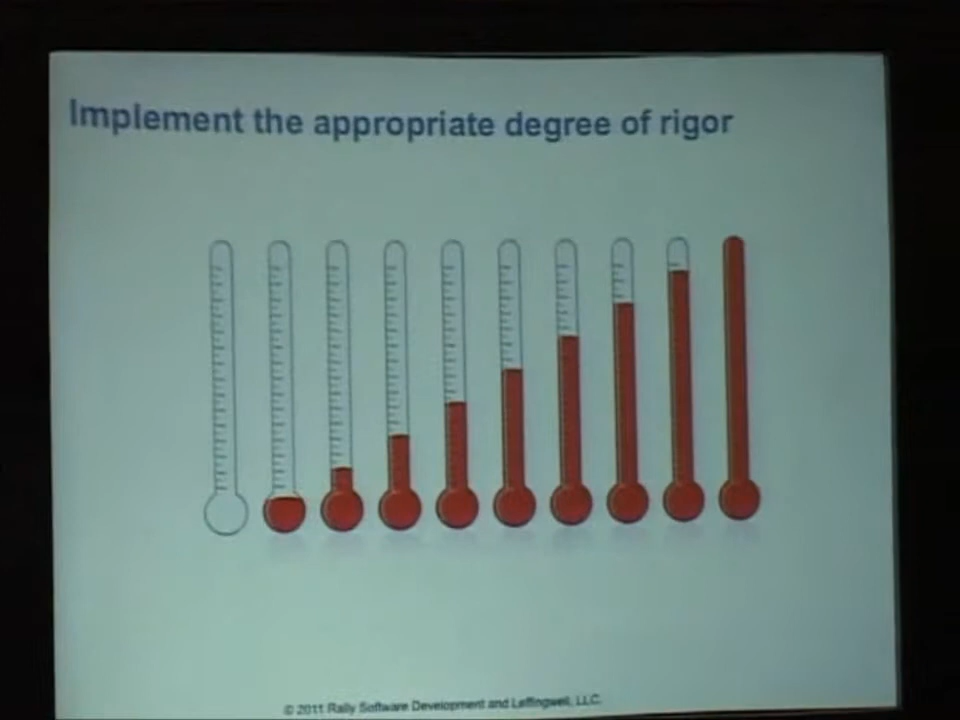 Implement the appropriate degree of rigor
© 2011 Rally Software Development and Leffingwell, LLC.